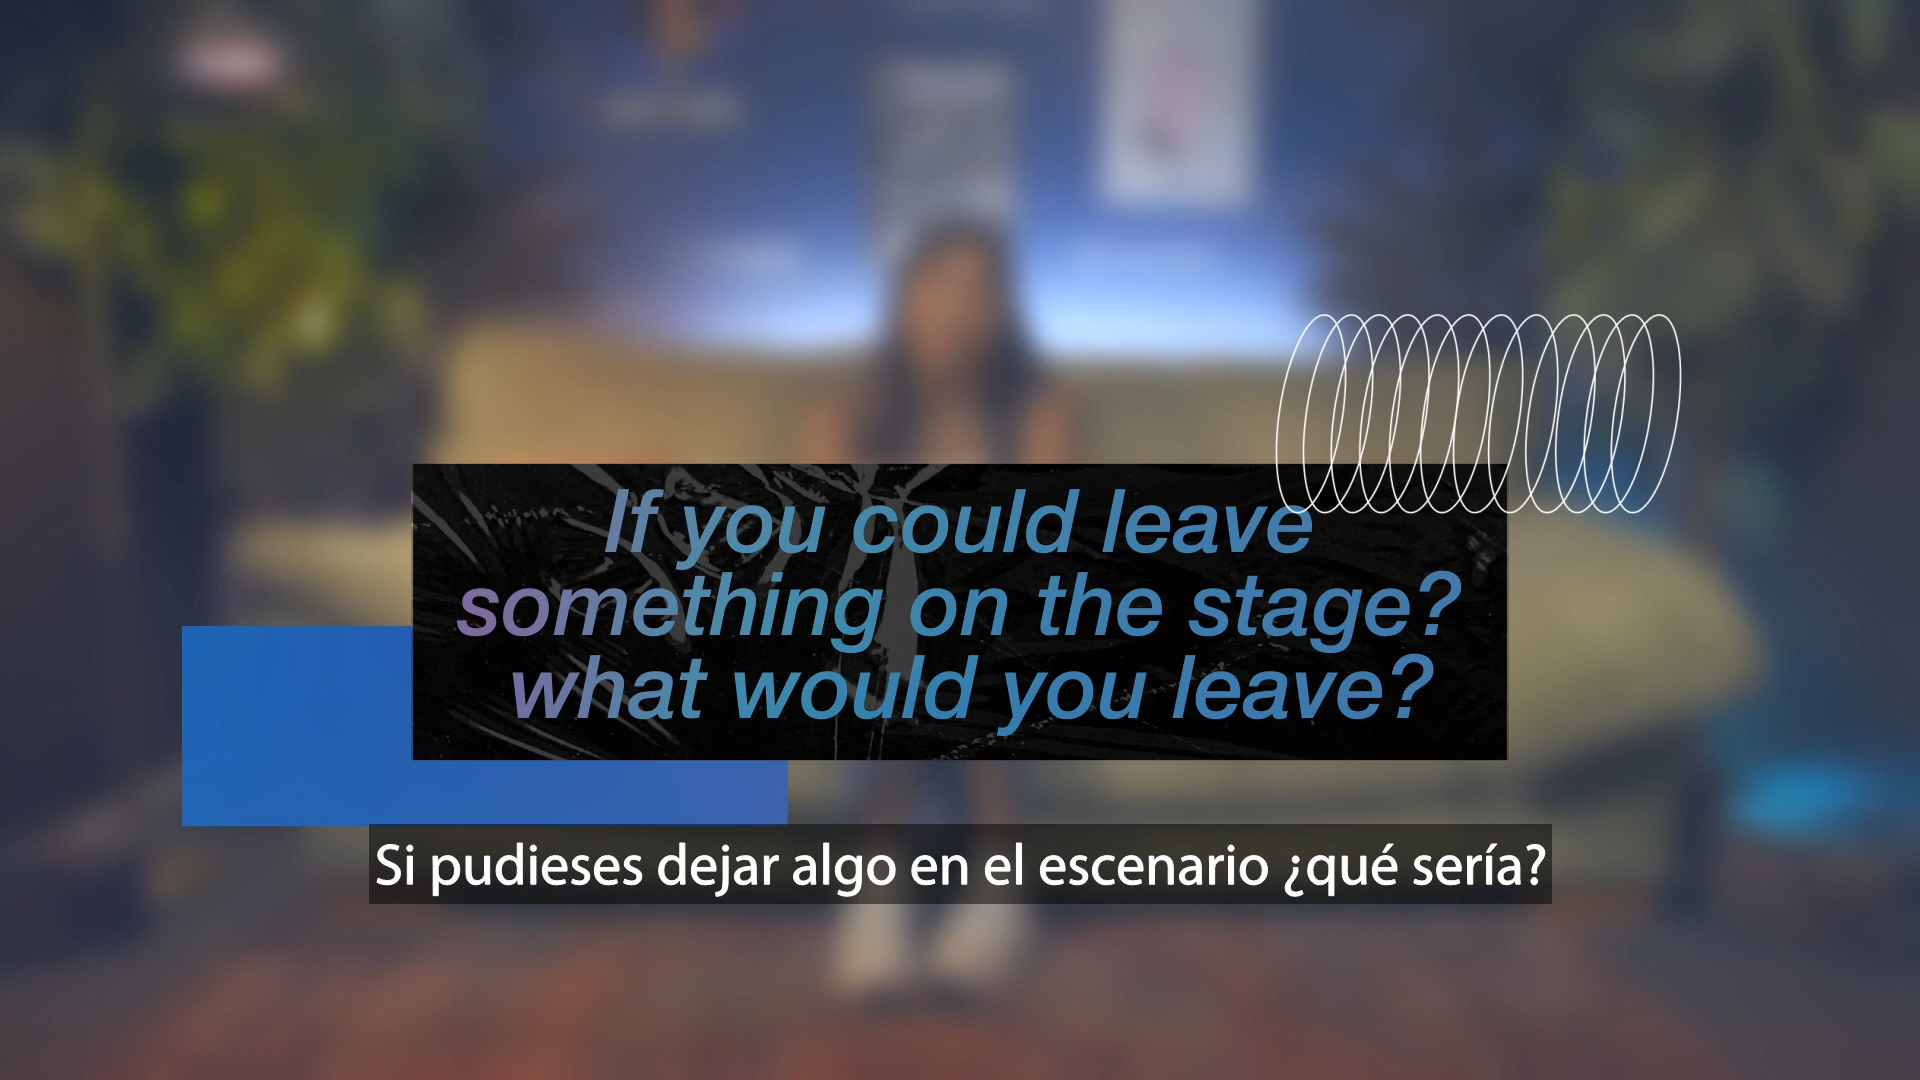 If you could leave
something on the stage?
what would you leave?
Si pudieses dejar algo en el escenario ¿qué sería?